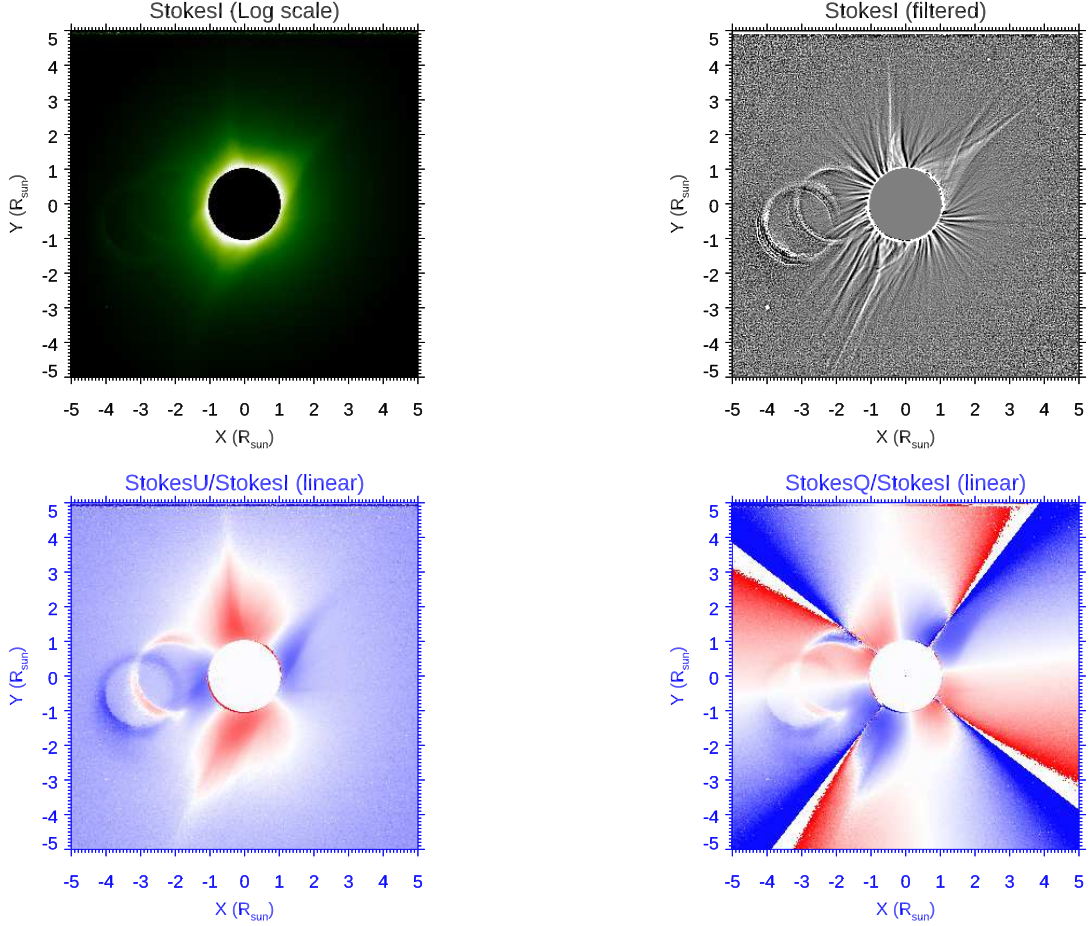 StokesI (Log scale)
5
4
3
2
1
0
-1
-2
-3
-4
-5
Y (Rsun)
-5 -4 -3 -2 -1 0 1 2 3 4 5
X (Rsun)
StokesI (filtered)
5
4
3
2
1
0
-1
-2
-3
-4
-5
Y (Rsun)
-5 -4 -3 -2 -1 0 1 2 3 4 5
X (Rsun)
StokesU/StokesI (linear)
5
4
3
2
1
0
-1
-2
-3
-4
-5
Y (Rsun)
-5 -4 -3 -2 -1 0 1 2 3 4 5
X (Rsun)
StokesQ/StokesI (linear)
5
4
3
2
1
0
-1
-2
-3
-4
-5
Y (Rsun)
-5 -4 -3 -2 -1 0 1 2 3 4 5
X (Rsun)